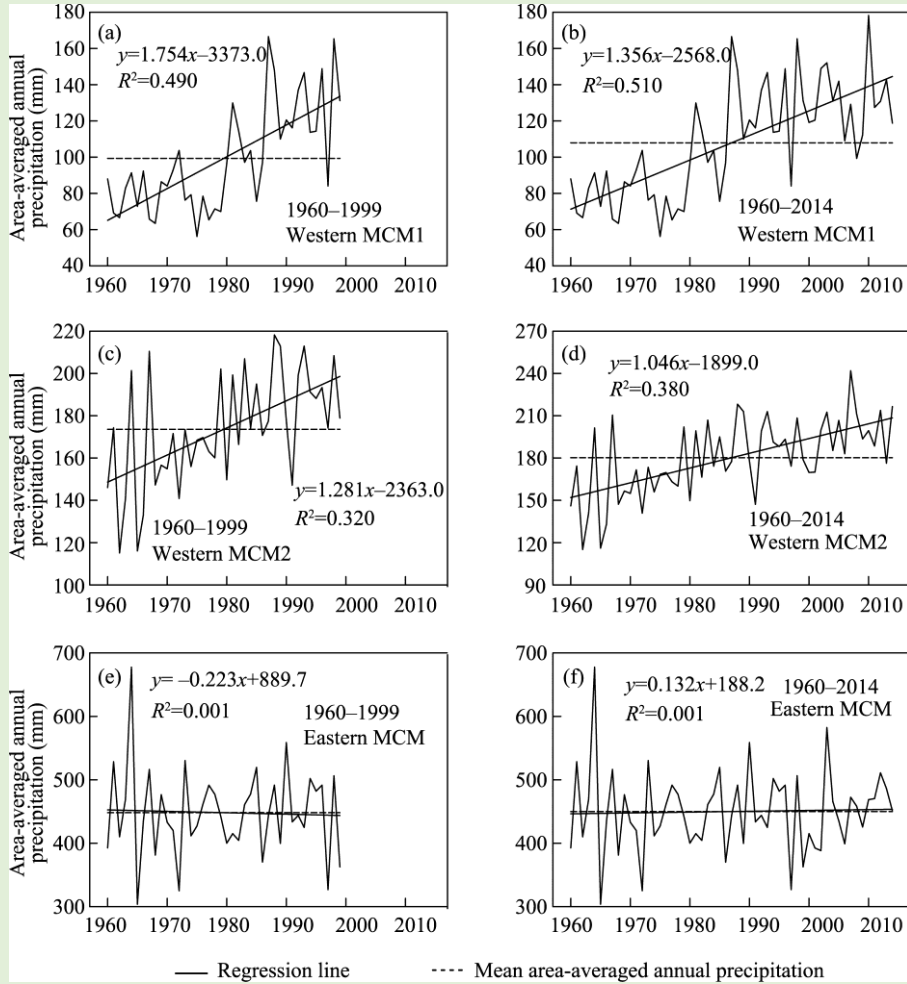 Area-averaged annual
precipitation (mm)
180
160
140
120
100
80
60
40
(a)
y=1.754x–3373.0
R²=0.490
1960–1999
Western MCM1
1960 1970 1980 1990 2000 2010
180
160
140
120
100
80
60
40
(b)
y=1.356x–2568.0
R²=0.510
1960–2014
Western MCM1
1960 1970 1980 1990 2000 2010
Area-averaged annual
precipitation (mm)
220
200
180
160
140
120
100
(c)
y=1.281x–2363.0
R²=0.320
1960–1999
Western MCM2
1960 1970 1980 1990 2000 2010
270
240
210
180
150
120
90
(d)
y=1.046x–1899.0
R²=0.380
1960–2014
Western MCM2
1960 1970 1980 1990 2000 2010
Area-averaged annual
precipitation (mm)
700
600
500
400
300
(e)
y= –0.223x+889.7
R²=0.001
1960–1999
Eastern MCM
1960 1970 1980 1990 2000 2010
700
600
500
400
300
(f)
y=0.132x+188.2
R²=0.001
1960–2014
Eastern MCM
1960 1970 1980 1990 2000 2010
Regression line
Mean area-averaged annual precipitation